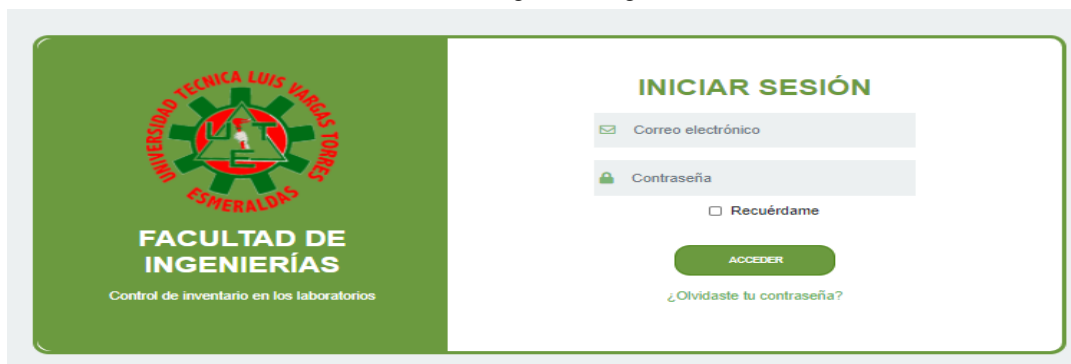 UNIVERSIDAD TECNICA LUIS VARGAS TORRES
UTE
ESMERALDAS
FACULTAD DE
INGENIERÍAS
Control de inventario en los laboratorios
INICIAR SESIÓN
Correo electrónico
Contraseña
Recuérdame
ACCEDER
¿Olvidaste tu contraseña?